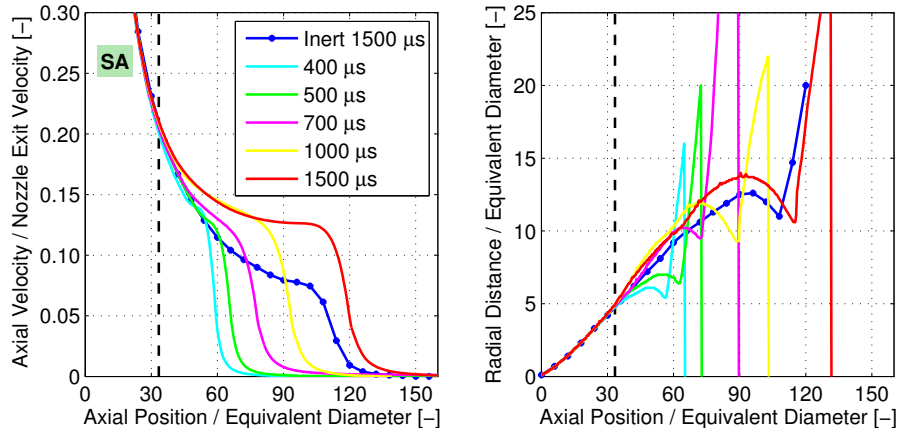 Axial Velocity / Nozzle Exit Velocity [–]
0.30
0.25
0.20
0.15
0.10
0.05
0.00
SA
Inert 1500 µs
400 µs
500 µs
700 µs
1000 µs
1500 µs
0 30 60 90 120 150
Axial Position / Equivalent Diameter [–]
Radial Distance / Equivalent Diameter [–]
25
20
15
10
5
0
0 30 60 90 120 150
Axial Position / Equivalent Diameter [–]